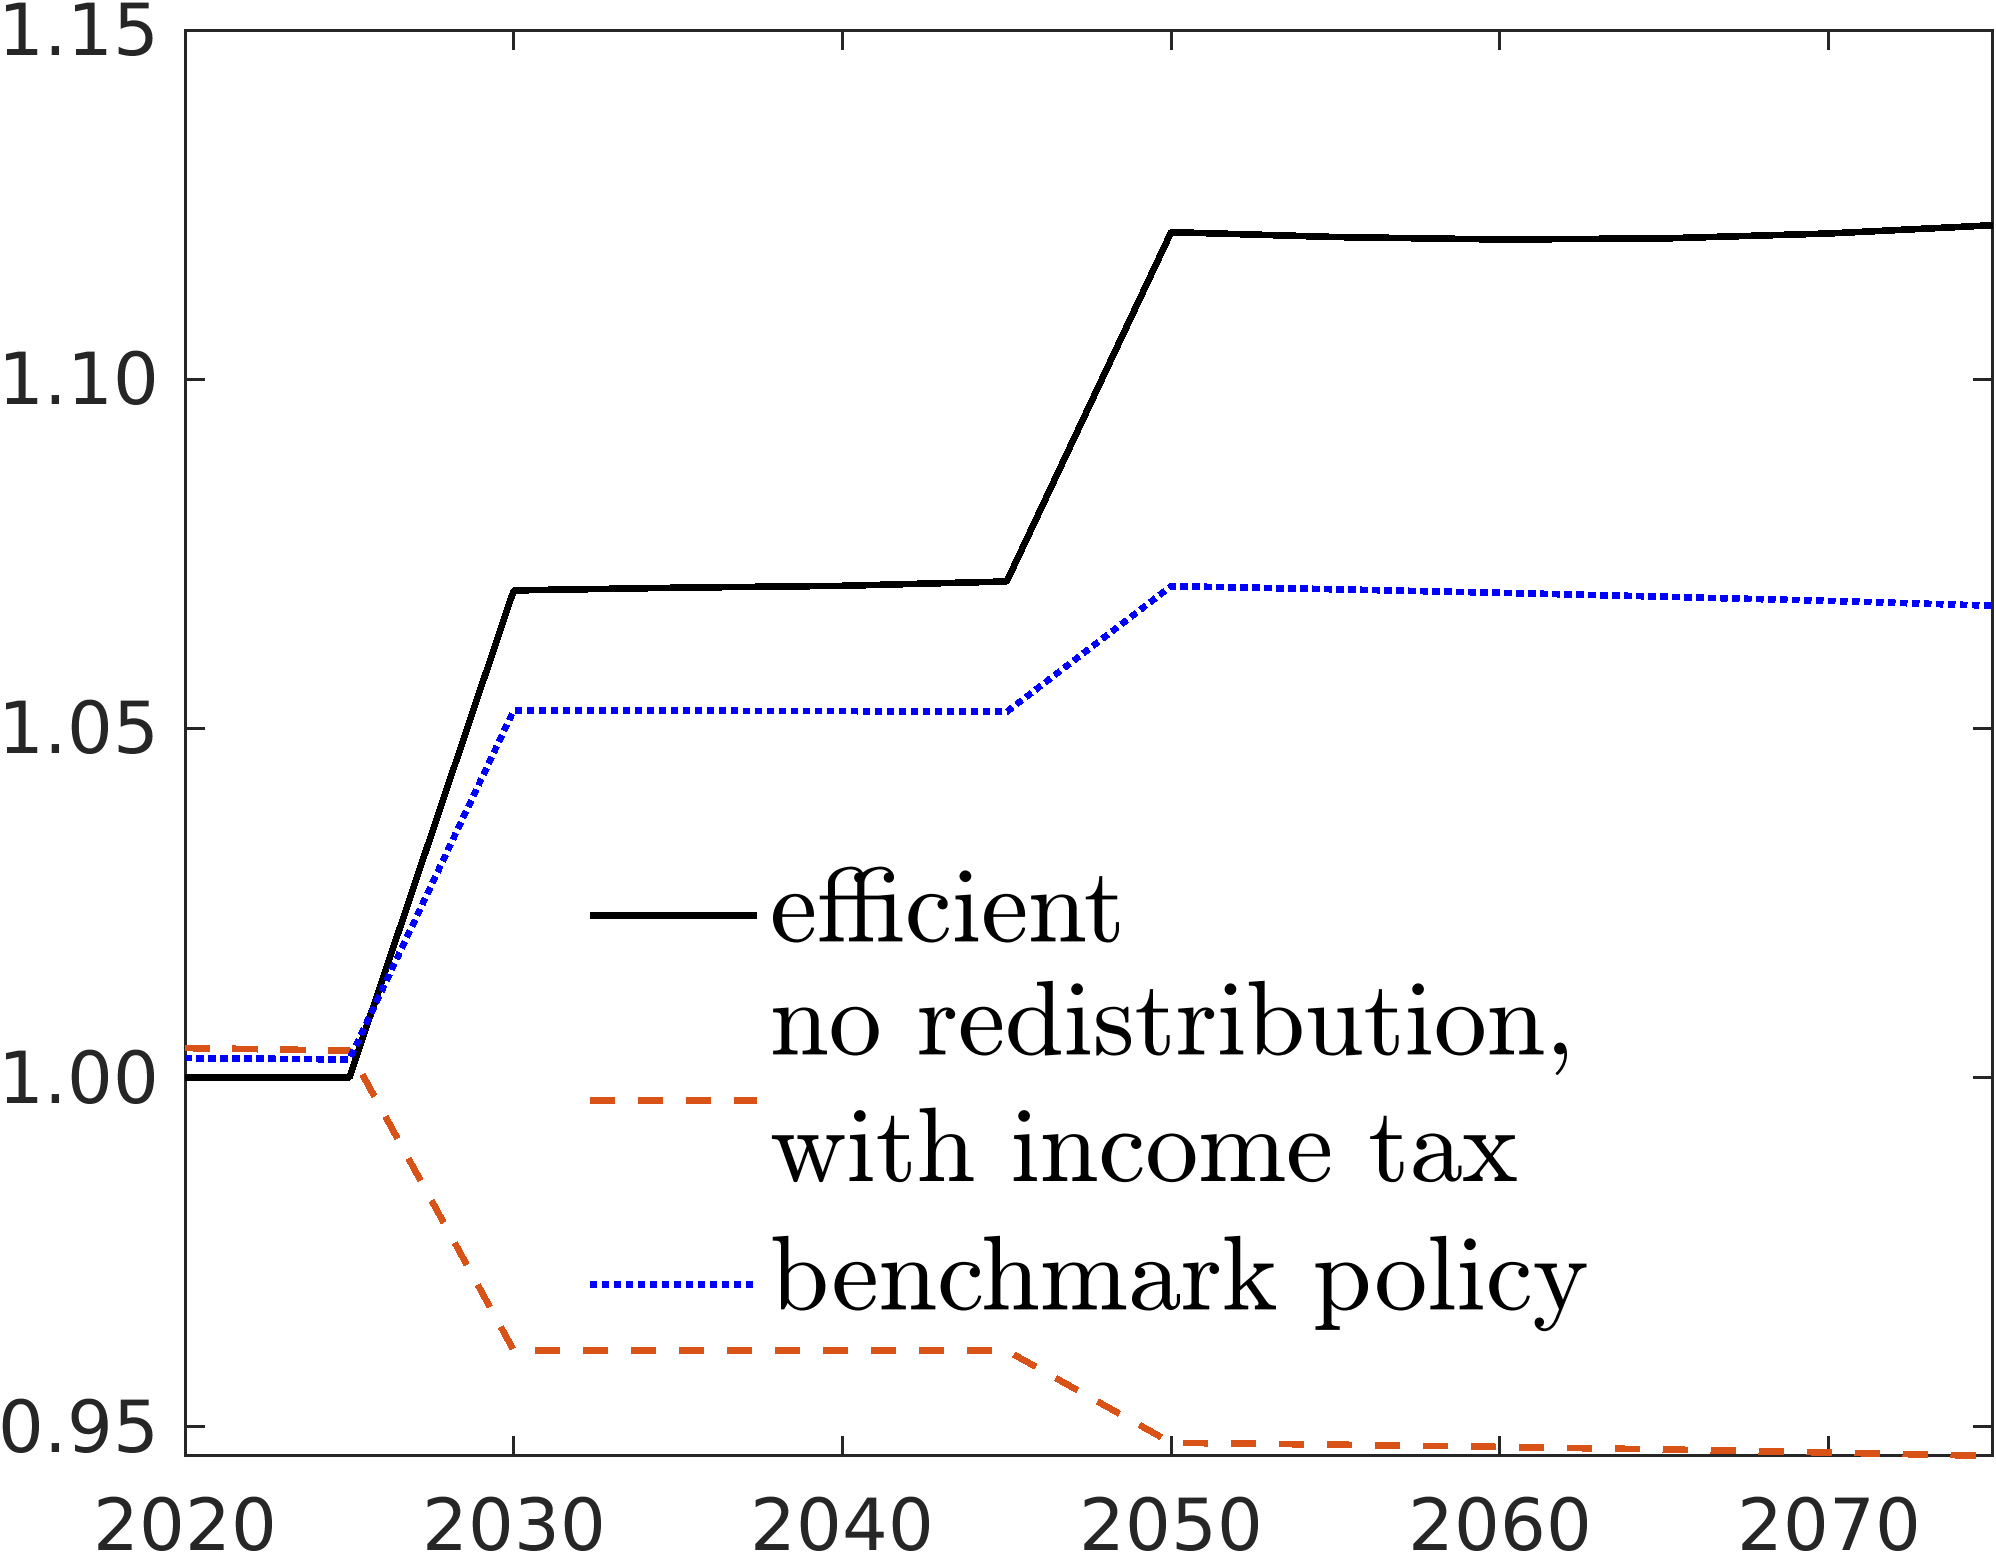 1.15
1.10
1.05
1.00
0.95
efficient
no redistribution,
with income tax
benchmark policy
2020 2030 2040 2050 2060 2070